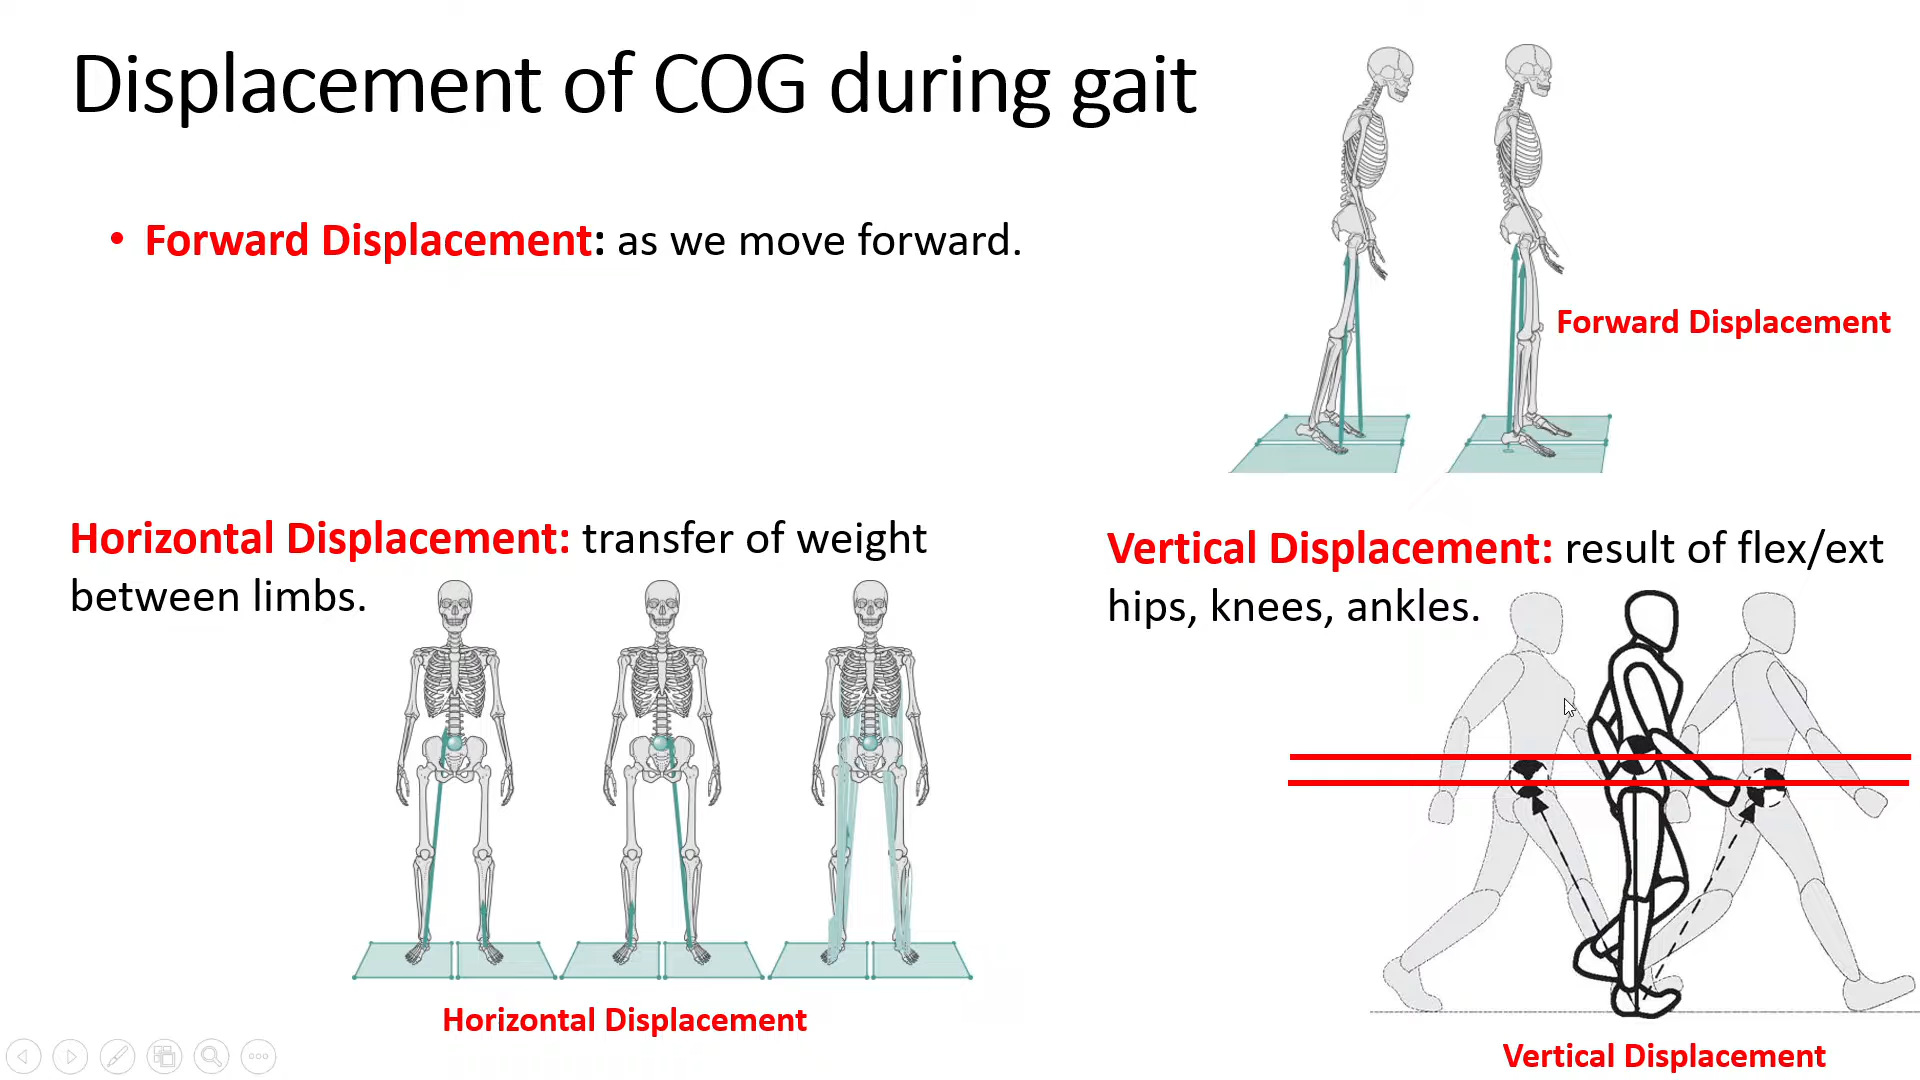 Displacement of COG during gait
• Forward Displacement: as we move forward.
Forward Displacement
Horizontal Displacement: transfer of weight
between limbs.
Horizontal Displacement
Vertical Displacement: result of flex/ext
hips, knees, ankles.
Vertical Displacement